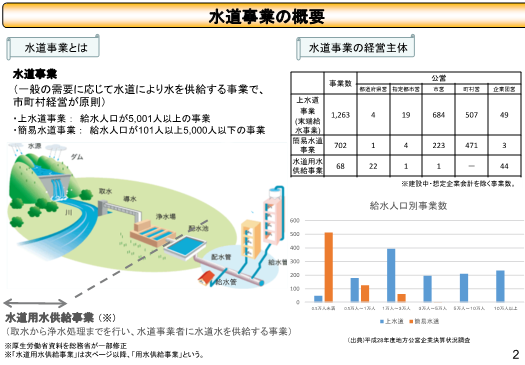 水道事業の概要
水道事業とは
水道事業
（一般の需要に応じて水道により水を供給する事業で、
市町村経営が原則）
・上水道事業： 給水人口が5,001人以上の事業
・簡易水道事業： 給水人口が101人以上5,000人以下の事業
水源
ダム
川
取水
導水
浄水場
配水池
配水管
給水管
給水管
水道用水供給事業（※）
（取水から浄水処理までを行い、水道事業者に水道水を供給する事業）
※厚生労働省資料を総務省が一部修正
※「水道用水供給事業」は次ページ以降、「用水供給事業」という。
水道事業の経営主体
事業数 公営
都道府県営 指定都市営 市営 町村営 企業団営
上水道
事業
（末端給
水事業） 1,263 4 19 684 507 49
簡易水道
事業 702 1 4 223 471 3
水道用水
供給事業 68 22 1 1 － 44
※建設中・想定企業会計を除く事業数。
給水人口別事業数
600
500
400
300
200
100
0
0.5万人未満 0.5万人～1万人 1万人～3万人 3万人～5万人 5万人～10万人 10万人以上
上水道 簡易水道
（出典）平成28年度地方公営企業決算状況調査
2